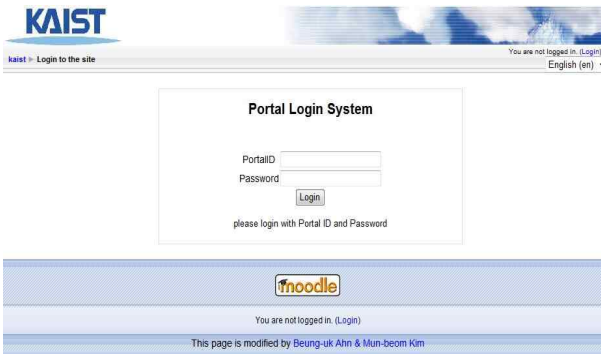 KAIST
You are not logged in. (Login)
kaist ► Login to the site
English (en)
Portal Login System
PortalID
Password
Login
please login with Portal ID and Password
moodle
You are not logged in. (Login)
This page is modified by Beung-uk Ahn & Mun-beom Kim